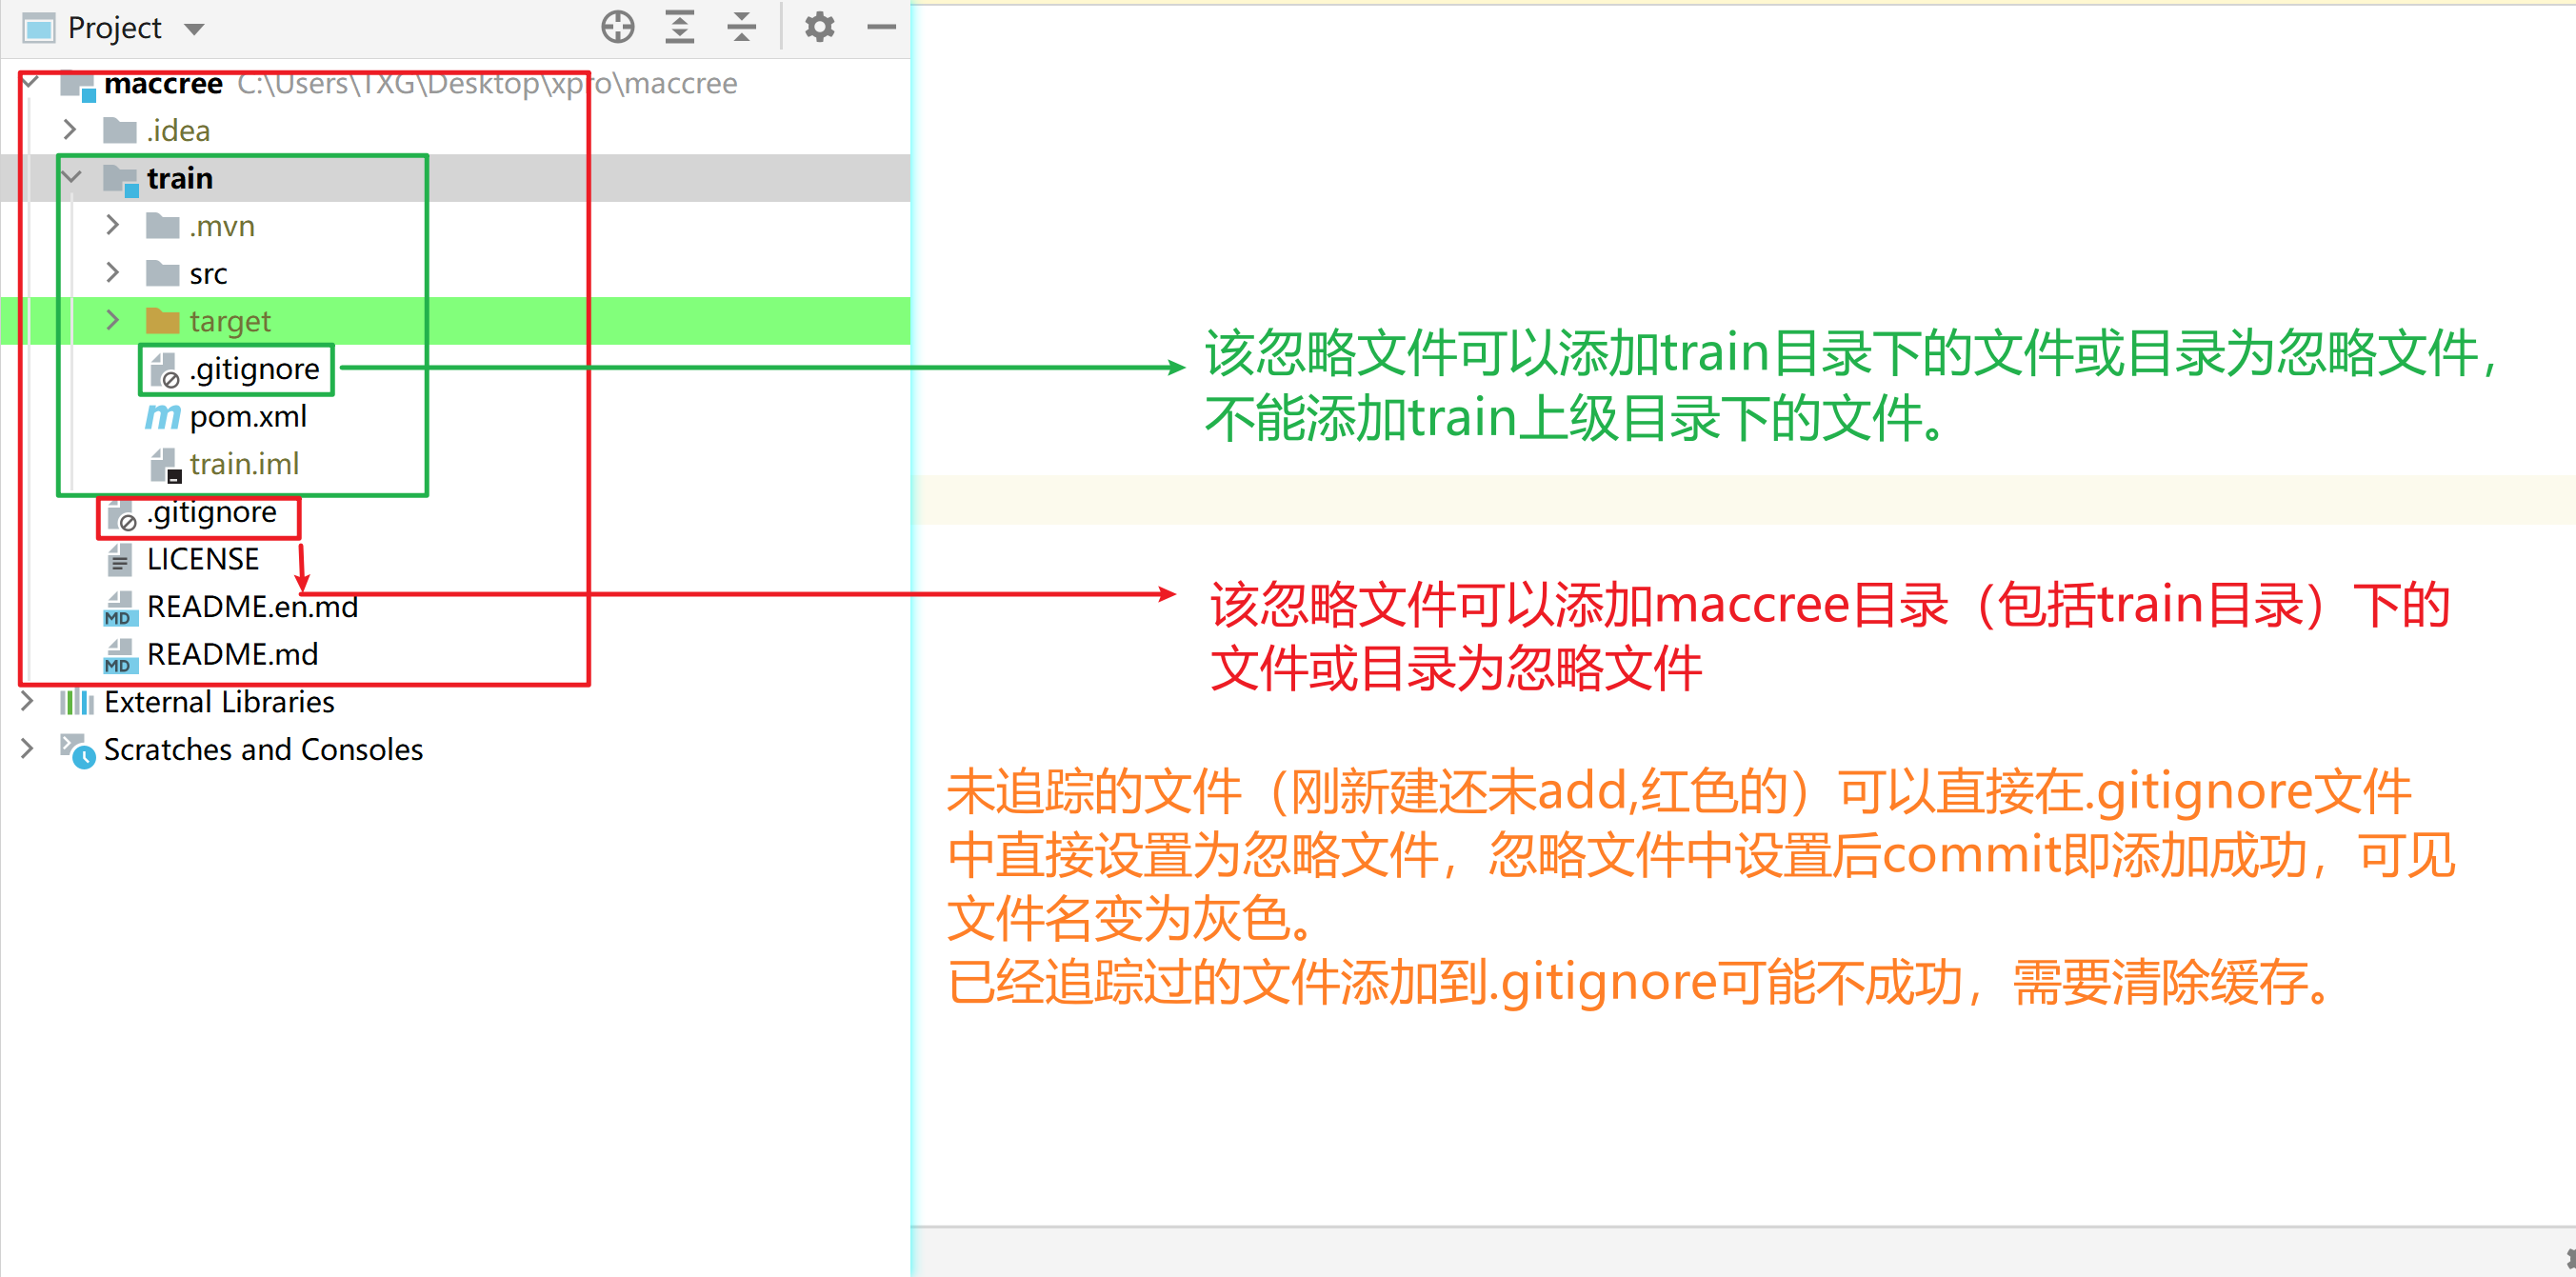 Project
maccree C:\Users\TXG\Desktop\xpro\maccree
.idea
train
.mvn
src
target
.gitignore
pom.xml
train.iml
.gitignore
LICENSE
README.en.md
README.md
External Libraries
Scratches and Consoles
该忽略文件可以添加train目录下的文件或目录为忽略文件，
不能添加train上级目录下的文件。
该忽略文件可以添加maccree目录（包括train目录）下的
文件或目录为忽略文件
未追踪的文件（刚新建还未add,红色的）可以直接在.gitignore文件
中直接设置为忽略文件，忽略文件中设置后commit即添加成功，可见
文件名变为灰色。
已经追踪过的文件添加到.gitignore可能不成功，需要清除缓存。